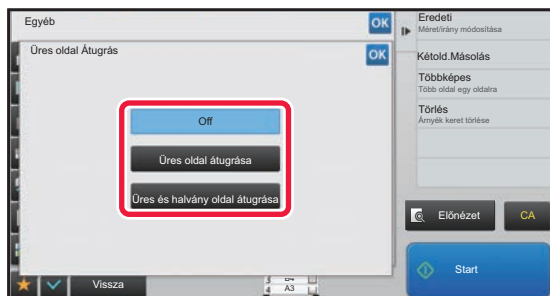 Egyéb
OK
Üres oldal Átugrás
OK
Off
Üres oldal átugrása
Üres és halvány oldal átugrása
Vissza
4 A3
Eredeti
Méret/irány módosítása
Kétold.Másolás
Többképes
Több oldal egy oldalra
Törlés
Árnyék keret törlése
Előnézet
CA
Start